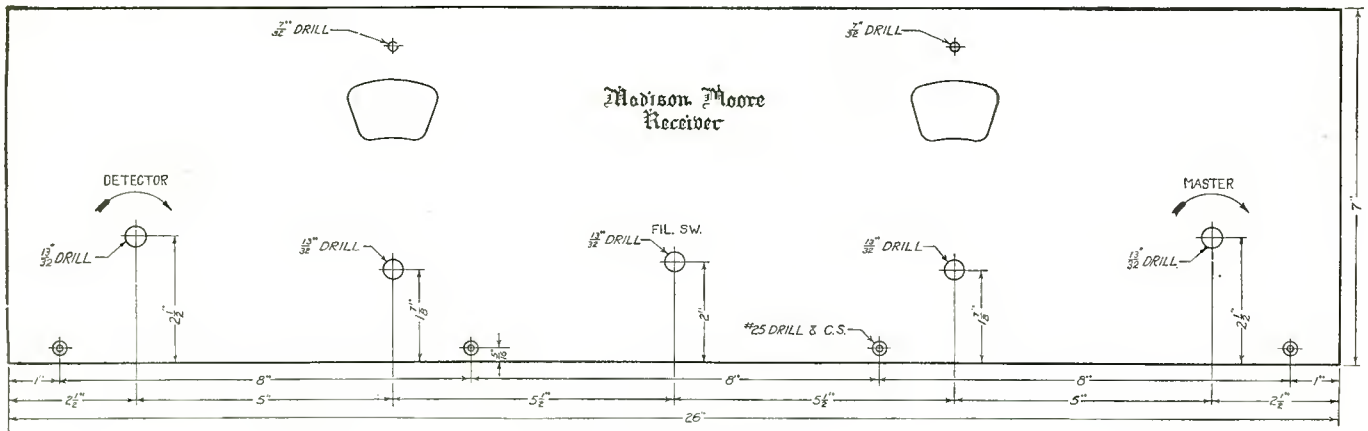 7/32" DRILL
7/32" DRILL
Madison Moore
Receiver
DETECTOR
MASTER
7"
13/32" DRILL
13/32" DRILL
FIL. SW.
13/32" DRILL
13/32" DRILL
13/32" DRILL
2 1/2"
1 7/8"
2"
1 7/8"
2 1/2"
#25 DRILL & C.S.
5/16"
1" 8" 8" 8" 1"
2 1/2" 5" 5 1/2" 5 1/2" 5" 2 1/2"
26"